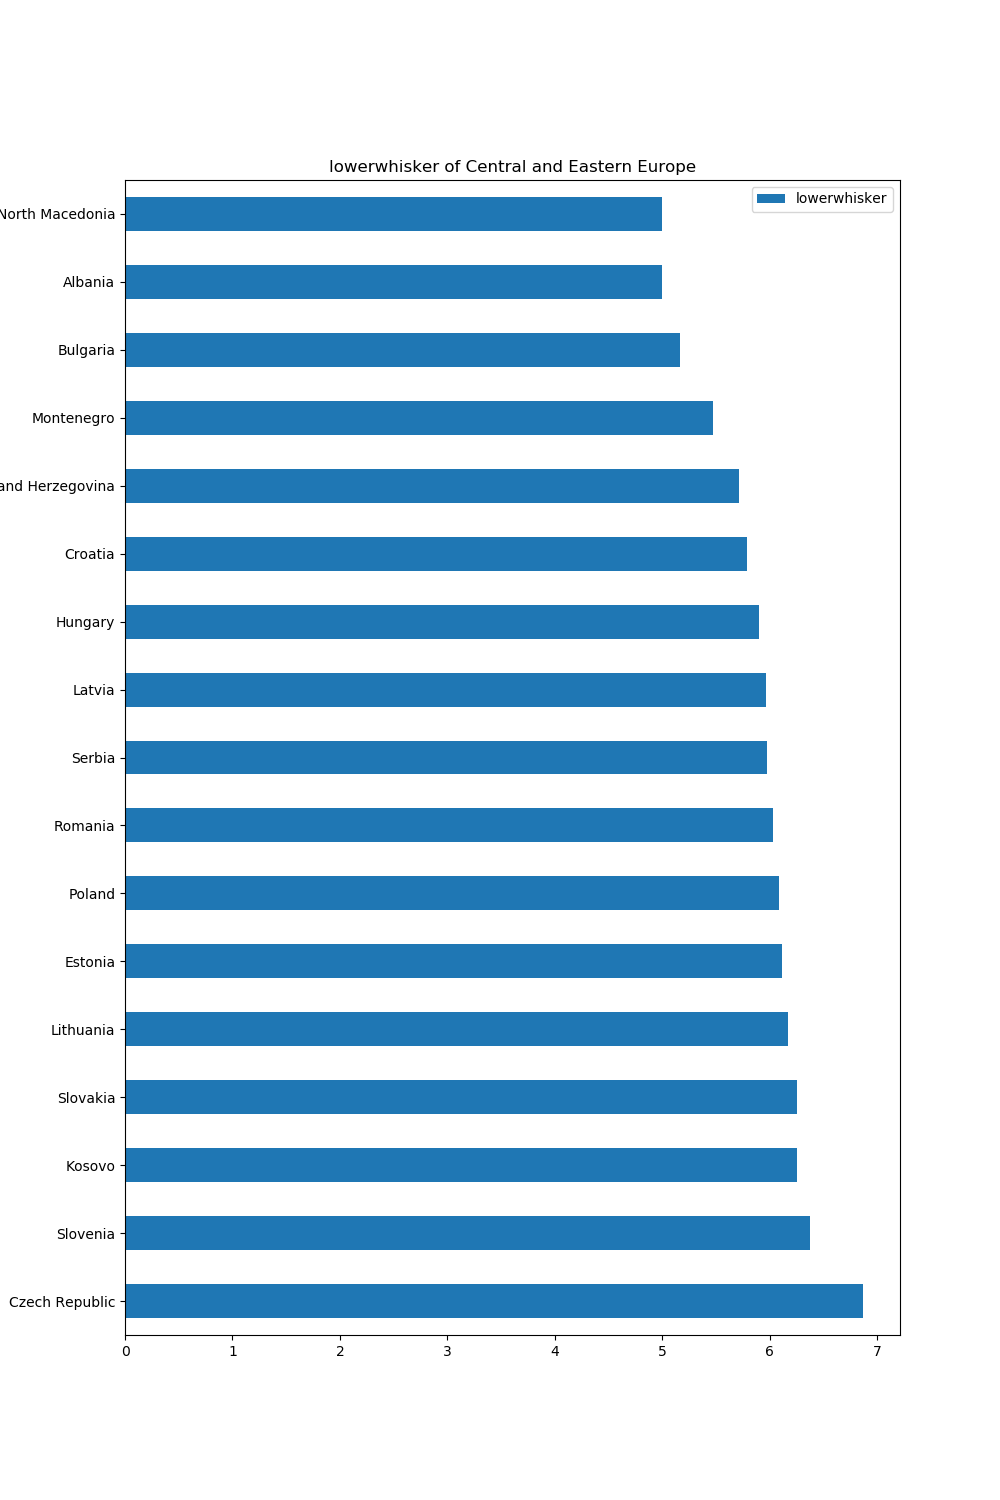 lowerwhisker of Central and Eastern Europe
lowerwhisker
North Macedonia
Albania
Bulgaria
Montenegro
and Herzegovina
Croatia
Hungary
Latvia
Serbia
Romania
Poland
Estonia
Lithuania
Slovakia
Kosovo
Slovenia
Czech Republic
0 1 2 3 4 5 6 7